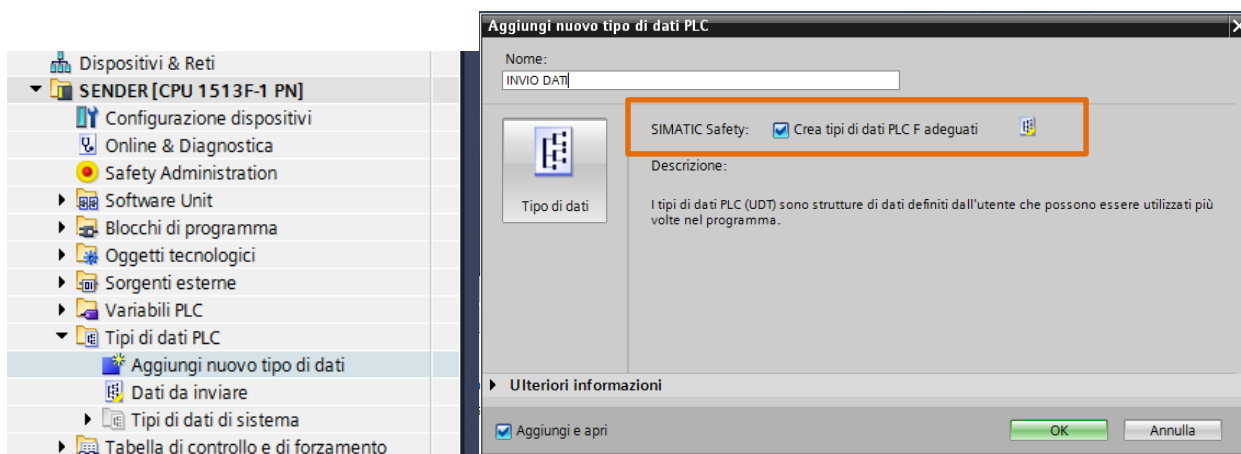 Dispositivi & Reti
SENDER [CPU 1513F-1 PN]
Configurazione dispositivi
Online & Diagnostica
Safety Administration
Software Unit
Blocchi di programma
Oggetti tecnologici
Sorgenti esterne
Variabili PLC
Tipi di dati PLC
Aggiungi nuovo tipo di dati
Dati da inviare
Tipi di dati di sistema
Tabella di controllo e di forzamento
Aggiungi nuovo tipo di dati PLC
Nome:
INVIO DATI
SIMATIC Safety: Crea tipi di dati PLC F adeguati
Descrizione:
Tipo di dati
I tipi di dati PLC (UDT) sono strutture di dati definiti dall'utente che possono essere utilizzati più
volte nel programma.
Ulteriori informazioni
Aggiungi e apri
OK Annulla